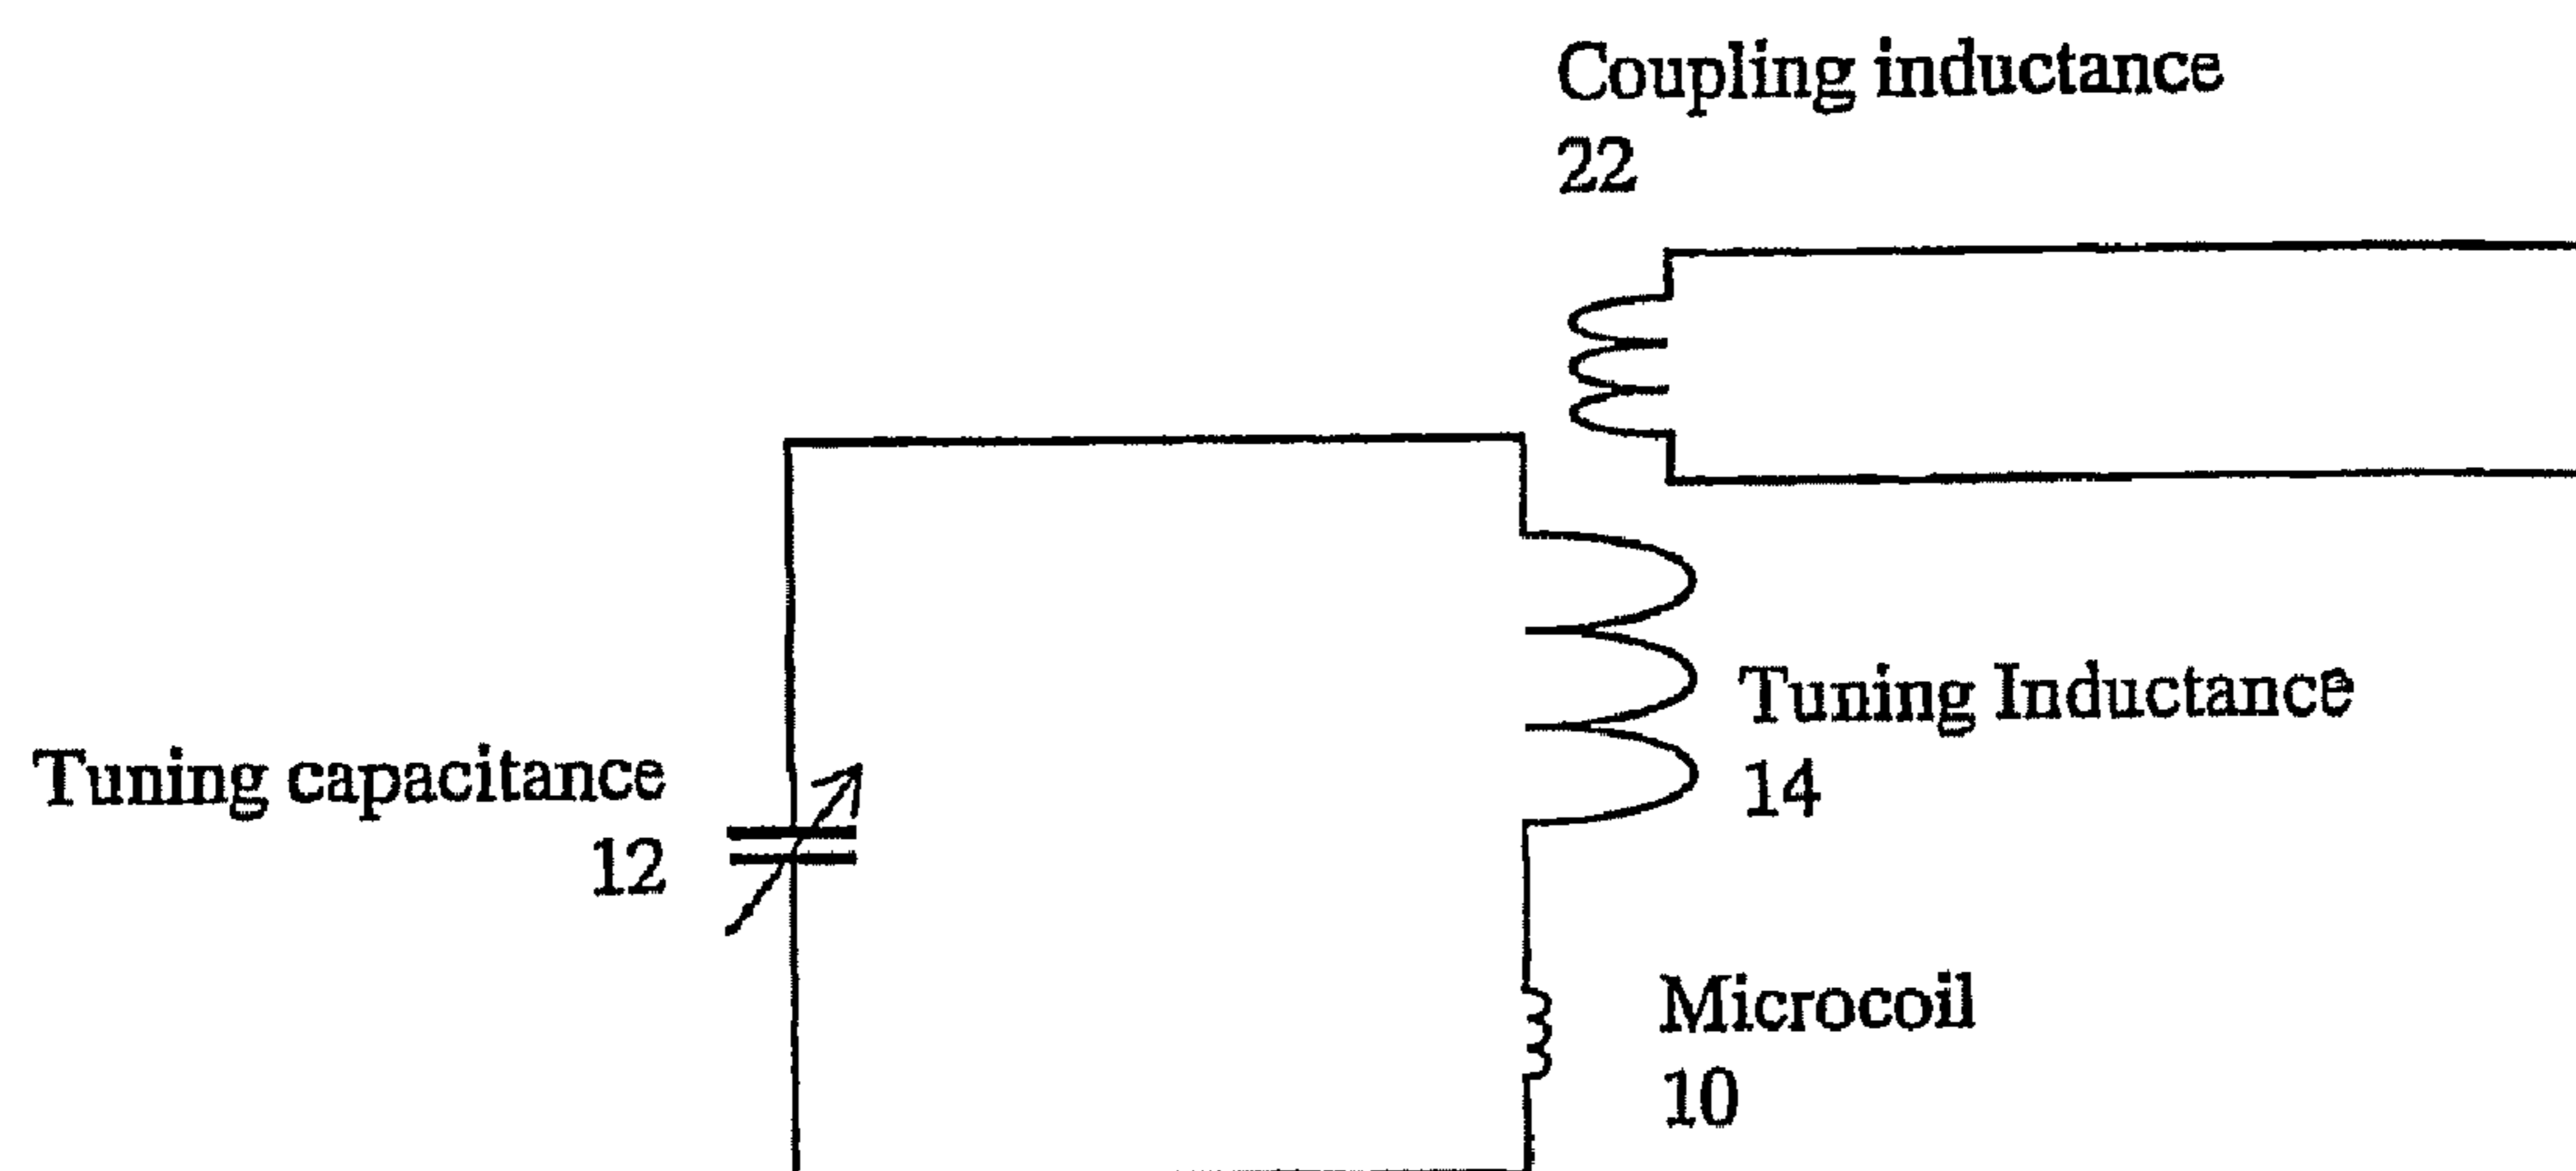 Coupling inductance
22
Tuning Inductance
14
Tuning capacitance
12
Microcoil
10